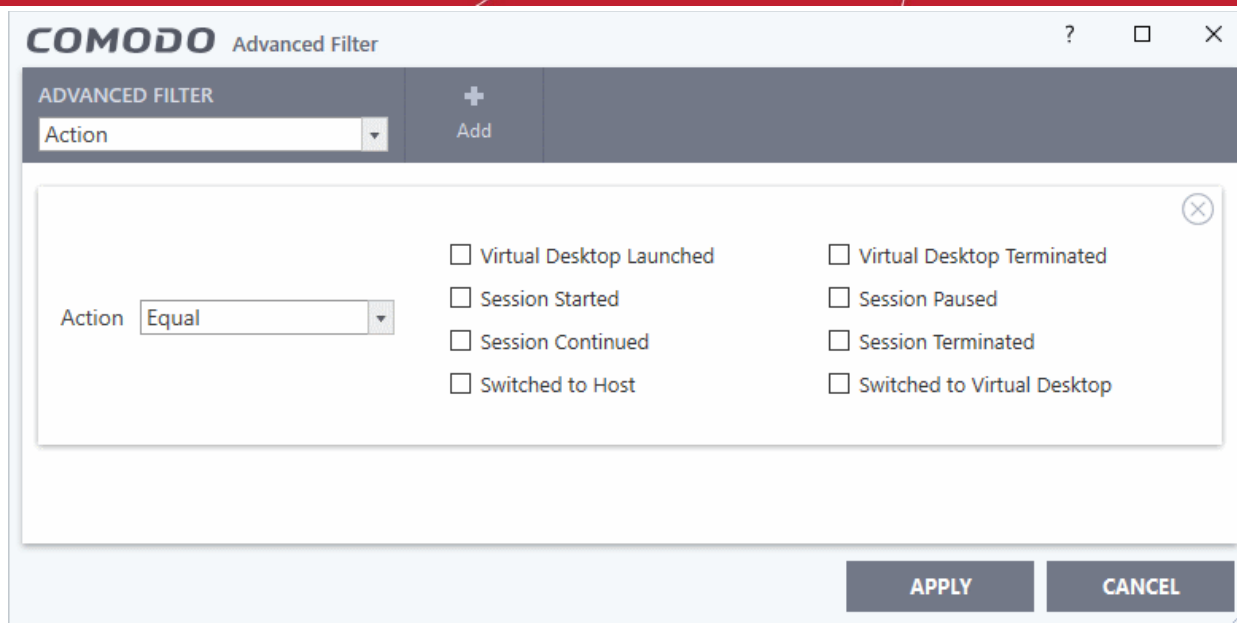 COMODO Advanced Filter ?
ADVANCED FILTER
Action
Add
Action Equal
Virtual Desktop Launched Virtual Desktop Terminated
Session Started Session Paused
Session Continued Session Terminated
Switched to Host Switched to Virtual Desktop
APPLY CANCEL